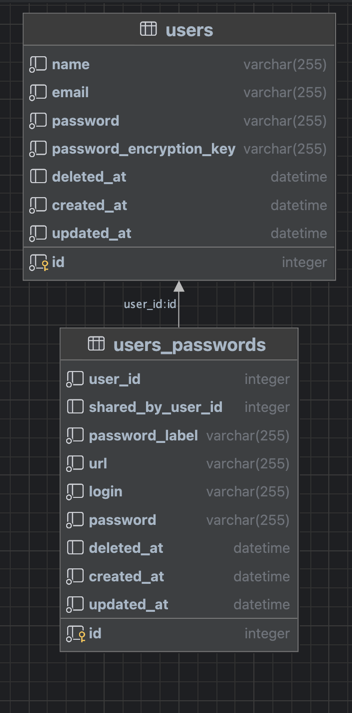 users
name varchar(255)
email varchar(255)
password varchar(255)
password_encryption_key varchar(255)
deleted_at datetime
created_at datetime
updated_at datetime
id integer
user_id:id
users_passwords
user_id integer
shared_by_user_id integer
password_label varchar(255)
url varchar(255)
login varchar(255)
password varchar(255)
deleted_at datetime
created_at datetime
updated_at datetime
id integer